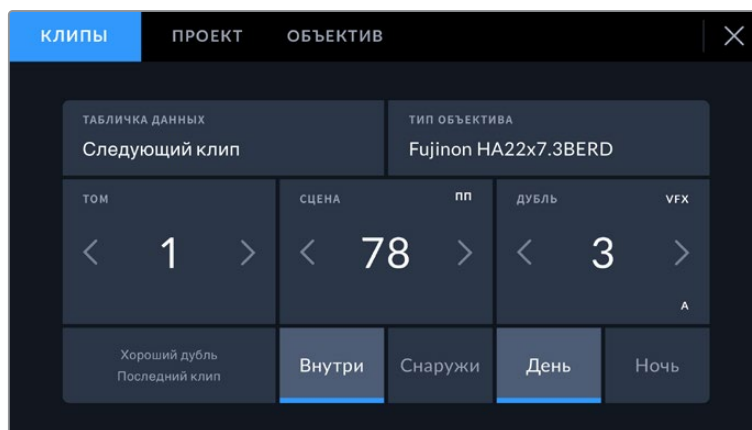 КЛИПЫ ПРОЕКТ ОБЪЕКТИВ
ТАБЛИЧКА ДАННЫХ ТИП ОБЪЕКТИВА
Следующий клип Fujinon HA22x7.3BERD
ТОМ СЦЕНА ПП ДУБЛЬ VFX
1 78 3
A
Хороший дубль
Последний клип
Внутри Снаружи День Ночь